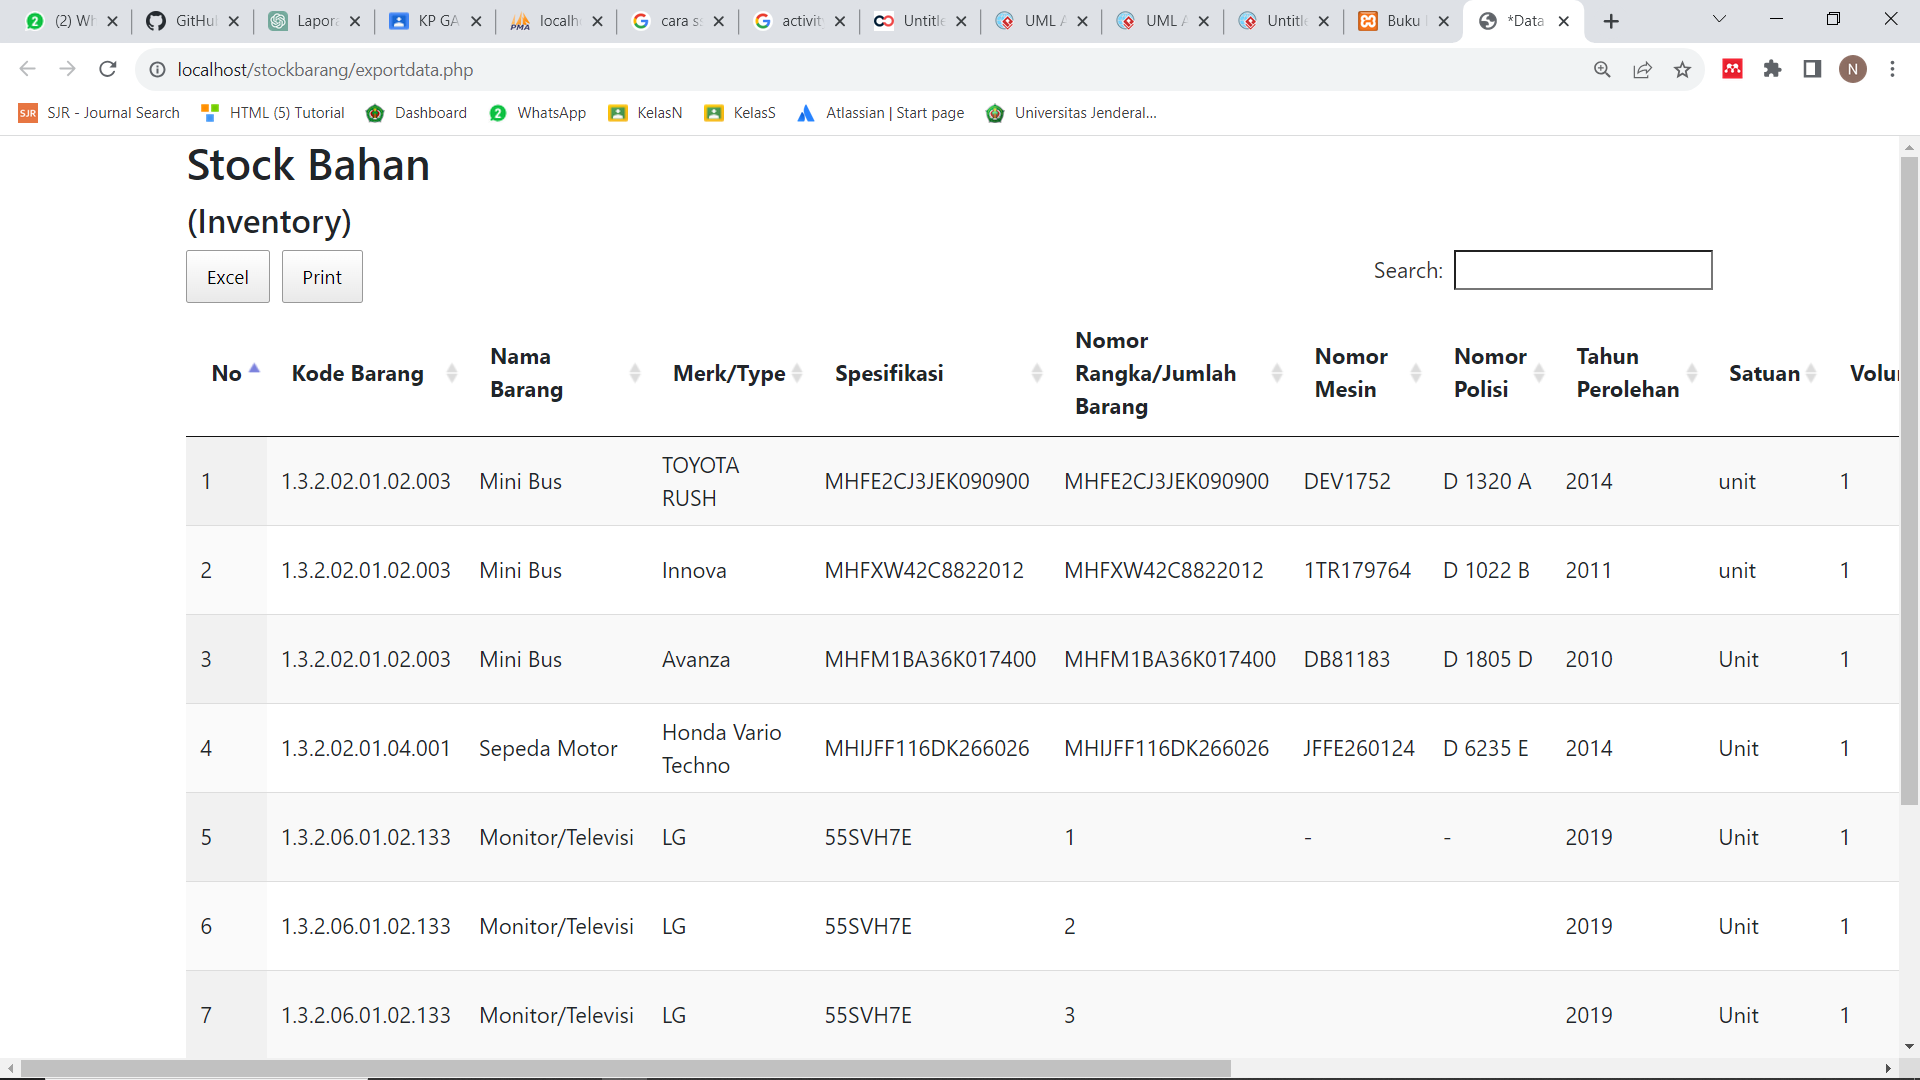 (2) Wh
GitHu
Lapor
KP GA
localh
cara s
activit
Untitle
UML A
UML A
Untitle
Buku
*Data
localhost/stockbarang/exportdata.php
N
SJR - Journal Search
HTML (5) Tutorial
Dashboard
WhatsApp
KelasN
KelasS
Atlassian | Start page
Universitas Jenderal...
Stock Bahan
(Inventory)
Excel Print
Search:
No Kode Barang Nama Barang Merk/Type Spesifikasi Nomor Rangka/Jumlah Barang Nomor Mesin Nomor Polisi Tahun Perolehan Satuan Volu
1 1.3.2.02.01.02.003 Mini Bus TOYOTA RUSH MHFE2CJ3JEK090900 MHFE2CJ3JEK090900 DEV1752 D 1320 A 2014 unit 1
2 1.3.2.02.01.02.003 Mini Bus Innova MHFXW42C8822012 MHFXW42C8822012 1TR179764 D 1022 B 2011 unit 1
3 1.3.2.02.01.02.003 Mini Bus Avanza MHFM1BA36K017400 MHFM1BA36K017400 DB81183 D 1805 D 2010 Unit 1
4 1.3.2.02.01.04.001 Sepeda Motor Honda Vario Techno MHIJFF116DK266026 MHIJFF116DK266026 JFFE260124 D 6235 E 2014 Unit 1
5 1.3.2.06.01.02.133 Monitor/Televisi LG 55SVH7E 1 - - 2019 Unit 1
6 1.3.2.06.01.02.133 Monitor/Televisi LG 55SVH7E 2 2019 Unit 1
7 1.3.2.06.01.02.133 Monitor/Televisi LG 55SVH7E 3 2019 Unit 1